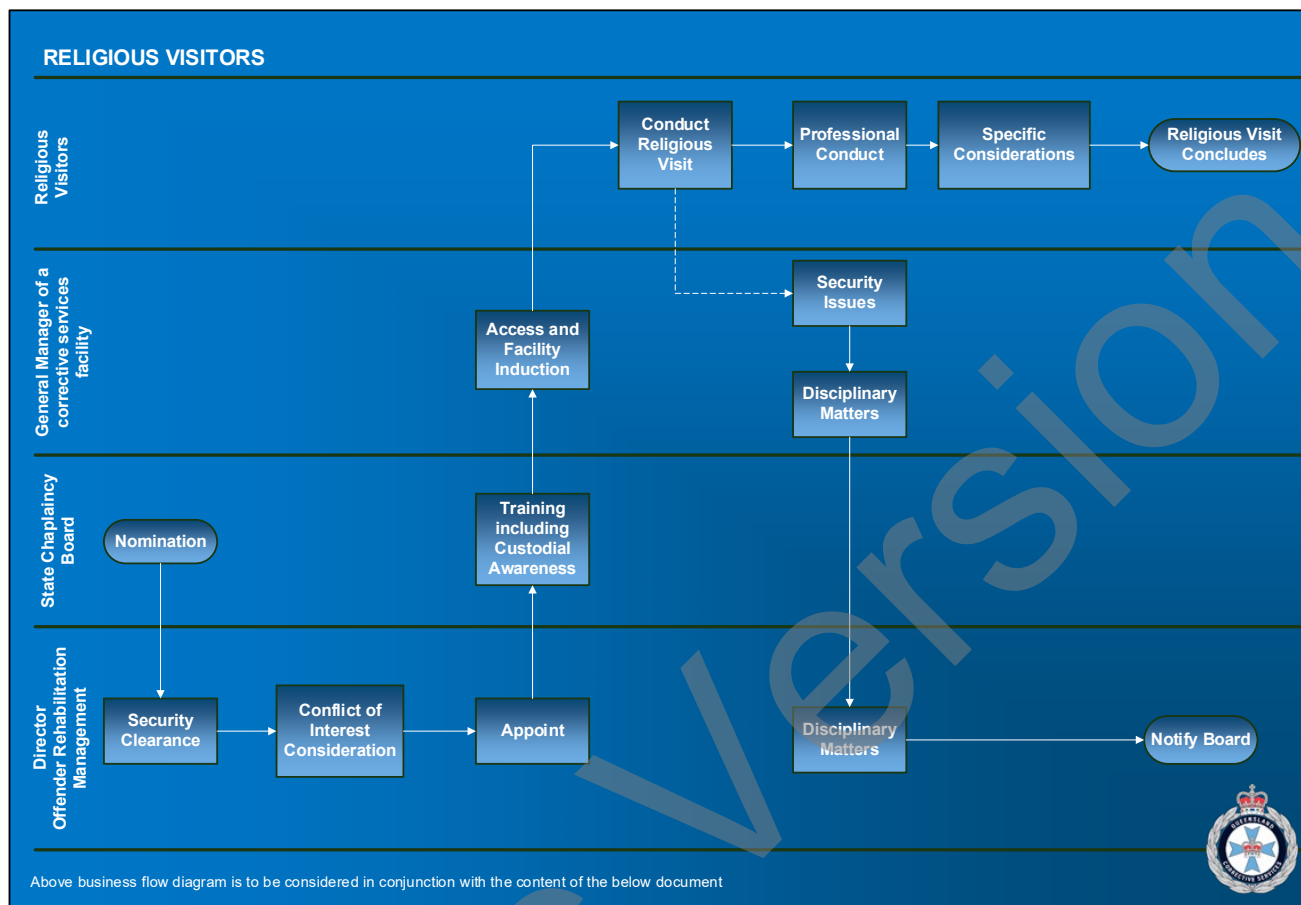 RELIGIOUS VISITORS
Religious
Visitors
Conduct
Religious
Visit
Professional
Conduct
Specific
Considerations
Religious Visit
Concludes
General Manager of a
corrective services
facility
Access and
Facility
Induction
Security
Issues
Disciplinary
Matters
State Chaplaincy
Board
Nomination
Training
including
Custodial
Awareness
Director
Offender Rehabilitation
Management
Security
Clearance
Conflict of
Interest
Consideration
Appoint
Disciplinary
Matters
Notify Board
Version
QUEENSLAND
CORRECTIVE SERVICES
Above business flow diagram is to be considered in conjunction with the content of the below document